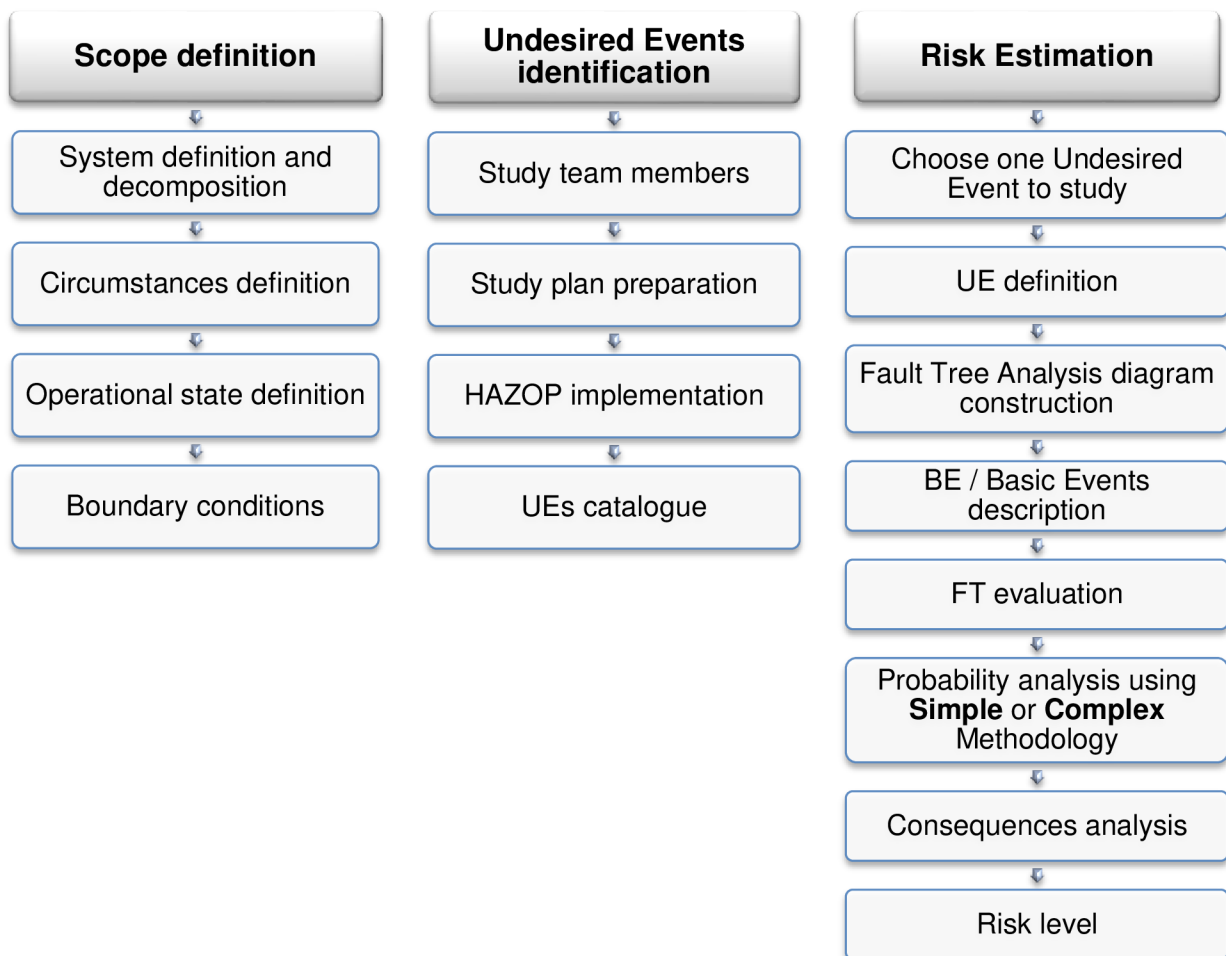 Scope definition
System definition and
decomposition
Circumstances definition
Operational state definition
Boundary conditions
Undesired Events
identification
Study team members
Study plan preparation
HAZOP implementation
UEs catalogue
Risk Estimation
Choose one Undesired
Event to study
UE definition
Fault Tree Analysis diagram
construction
BE / Basic Events
description
FT evaluation
Probability analysis using
Simple or Complex
Methodology
Consequences analysis
Risk level